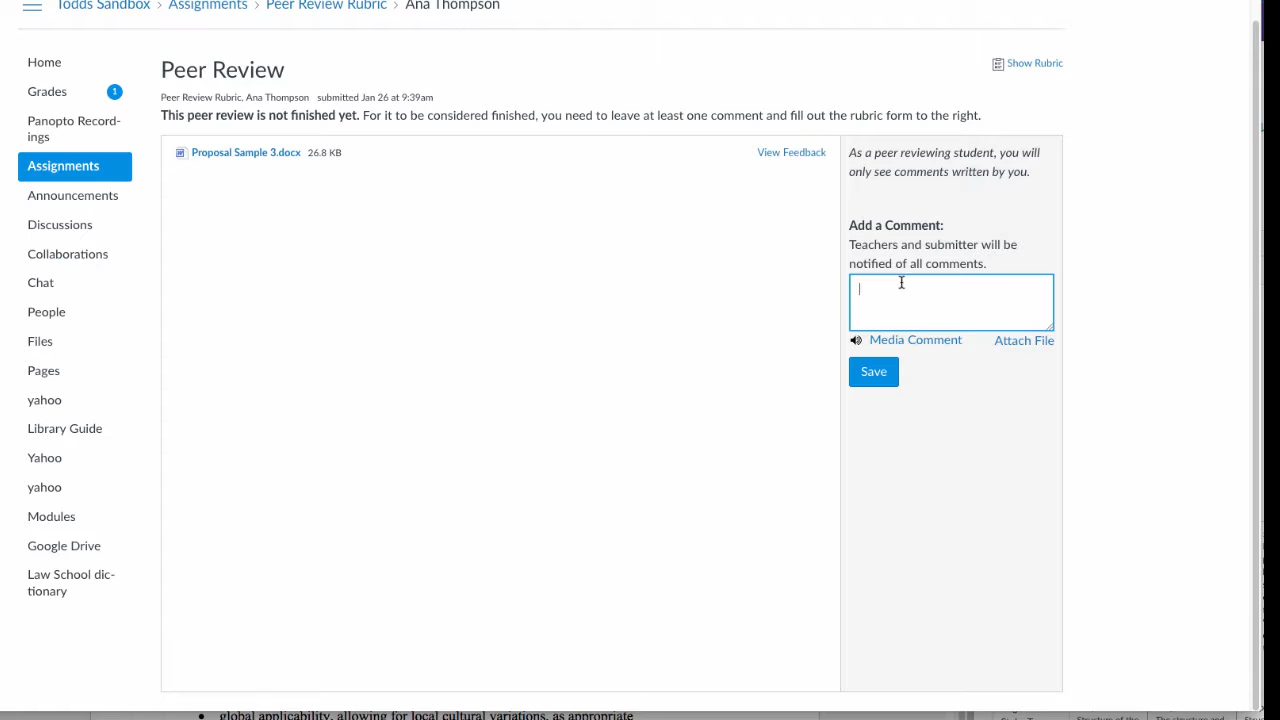 Todds Sandbox > Assignments > Peer Review Rubric > Ana Thompson
Home
Grades 1
Panopto Record-
ings
Assignments
Announcements
Discussions
Collaborations
Chat
People
Files
Pages
yahoo
Library Guide
Yahoo
yahoo
Modules
Google Drive
Law School dic-
tionary
Peer Review
Show Rubric
Peer Review Rubric, Ana Thompson submitted Jan 26 at 9:39am
This peer review is not finished yet. For it to be considered finished, you need to leave at least one comment and fill out the rubric form to the right.
Proposal Sample 3.docx 26.8 KB
View Feedback
As a peer reviewing student, you will
only see comments written by you.
Add a Comment:
Teachers and submitter will be
notified of all comments.
Media Comment
Attach File
Save
• global applicability, allowing for local cultural variations, as appropriate